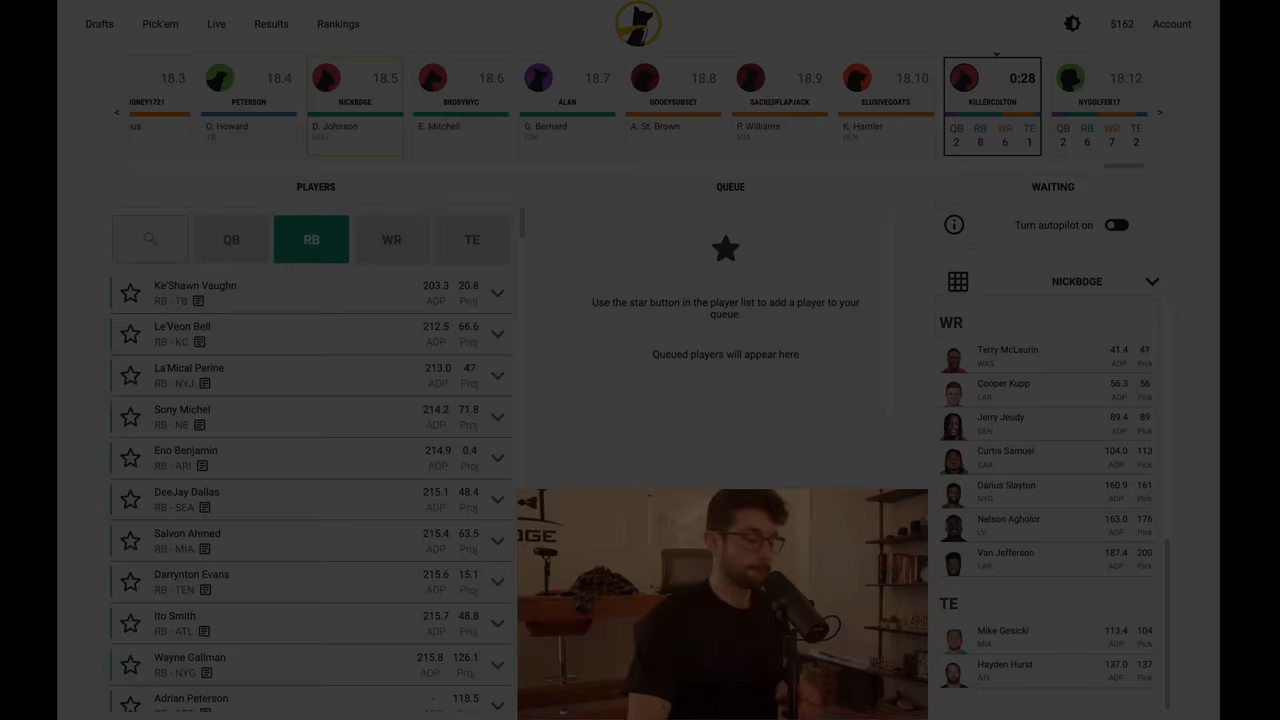 Drafts Pick'em Live Results Rankings $162 Account
18.3 18.4 18.5 18.6 18.7 18.8 18.9 18.10 0:28 18.12
IONEY1721 PETERSON NICKBDGE BRODYNYC ALAN GOOEYSUBSET SACREDFLAPJACK ELUSIVEGOATS KILLERCOLTON NYGOLFER17
< >
O. Howard D. Johnson E. Mitchell G. Bernard A. St. Brown P. Williams K. Hamler QB RB WR TE QB RB WR TE
TB HOU CIN MIA DEN 2 8 6 1 2 6 7 2
PLAYERS QUEUE WAITING
Turn autopilot on
QB RB WR TE
NICKBDGE
Use the star button in the player list to add a player to your
queue.
Queued players will appear here
Ke'Shawn Vaughn 203.3 20.8
RB - TB ADP Proj
Le'Veon Bell 212.5 66.6
RB - KC ADP Proj
La'Mical Perine 213.0 47
RB - NYJ ADP Proj
Sony Michel 214.2 71.8
RB - NE ADP Proj
Eno Benjamin 214.9 0.4
RB - ARI ADP Proj
DeeJay Dallas 215.1 48.4
RB - SEA ADP Proj
Salvon Ahmed 215.4 63.5
RB - MIA ADP Proj
Darrynton Evans 215.6 15.1
RB - TEN ADP Proj
Ito Smith 215.7 48.8
RB - ATL ADP Proj
Wayne Gallman 215.8 126.1
RB - NYG ADP Proj
Adrian Peterson - 118.5
WR
Terry McLaurin 41.4 41
WAS ADP Pick
Cooper Kupp 56.3 56
LAR ADP Pick
Jerry Jeudy 89.4 89
DEN ADP Pick
Curtis Samuel 104.0 113
CAR ADP Pick
Darius Slayton 160.9 161
NYG ADP Pick
Nelson Agholor 163.0 176
LV ADP Pick
Van Jefferson 187.4 200
LAR ADP Pick
TE
Mike Gesicki 113.4 104
MIA ADP Pick
Hayden Hurst 137.0 137
ATL ADP Pick
DGE